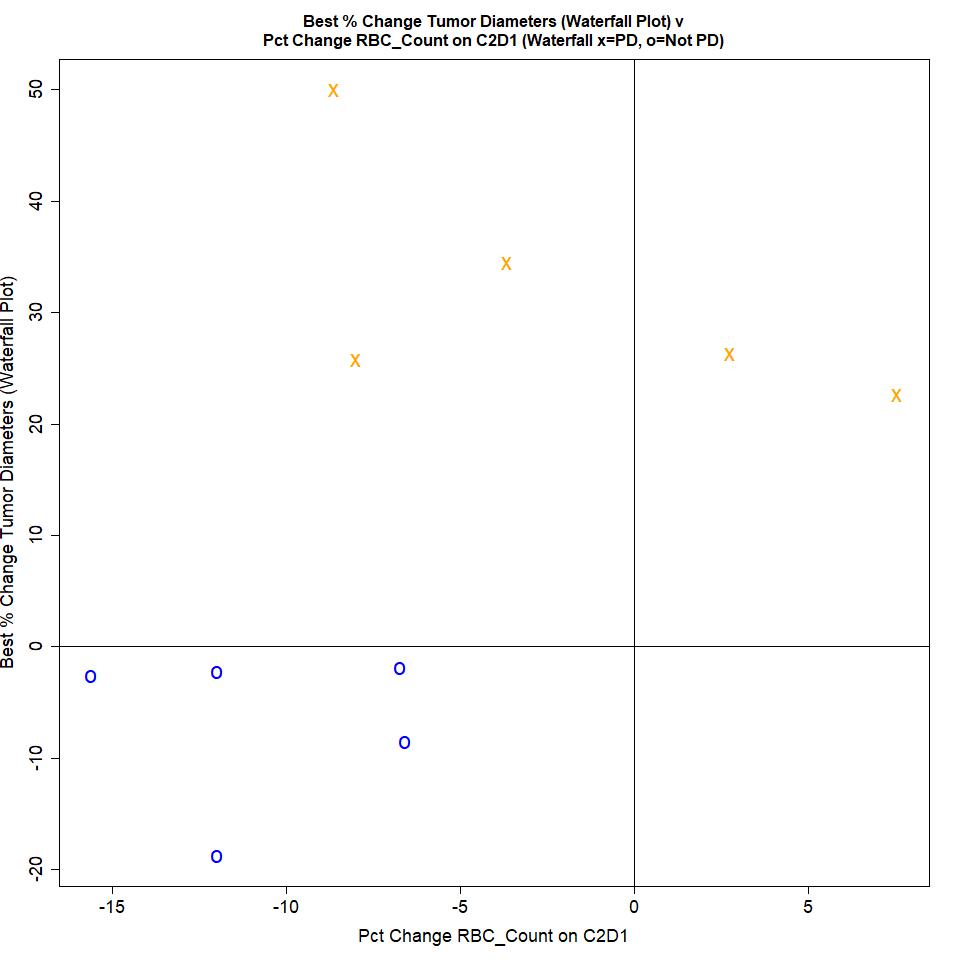 Best % Change Tumor Diameters (Waterfall Plot) v
Pct Change RBC_Count on C2D1 (Waterfall x=PD, o=Not PD)
Best % Change Tumor Diameters (Waterfall Plot)
50
40
30
20
10
0
-10
-20
X
X
X
X
X
O
O
O
O
O
-15
-10
-5
0
5
Pct Change RBC_Count on C2D1